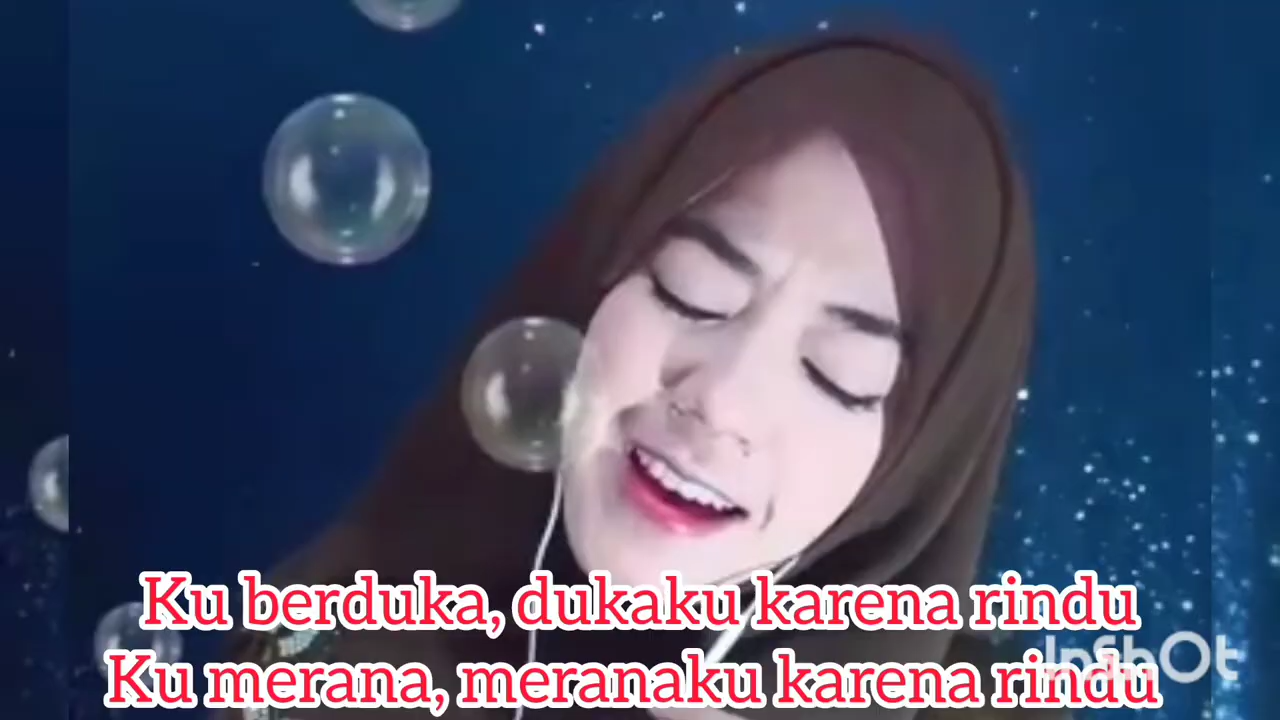 Ku berduka, dukaku karena rindu
InShOt
Ku merana, meranaku karena rindu